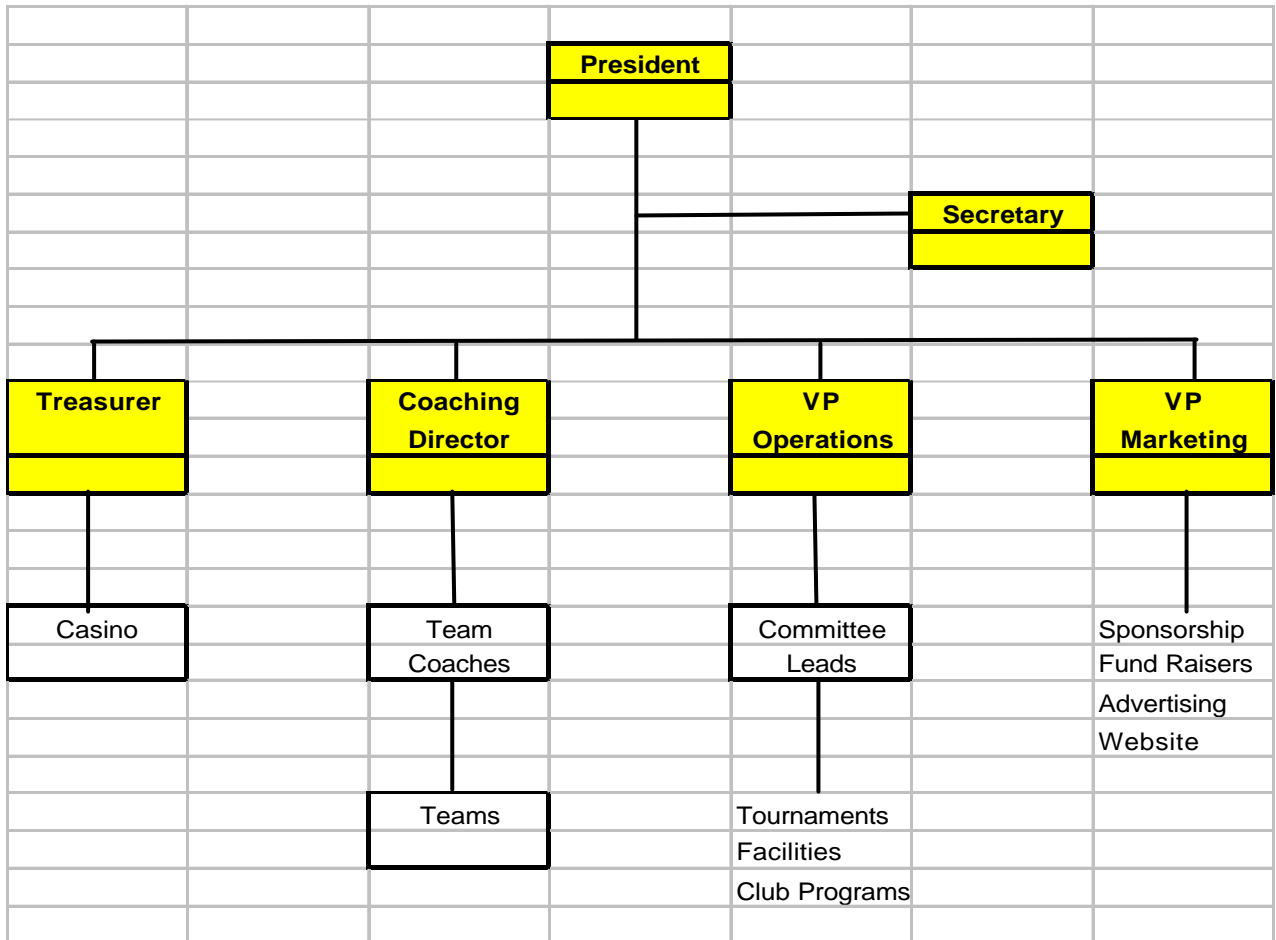 President
Secretary
Treasurer
Coaching
Director
VP
Operations
VP
Marketing
Casino
Team
Coaches
Committee
Leads
Sponsorship
Fund Raisers
Advertising
Website
Teams
Tournaments
Facilities
Club Programs